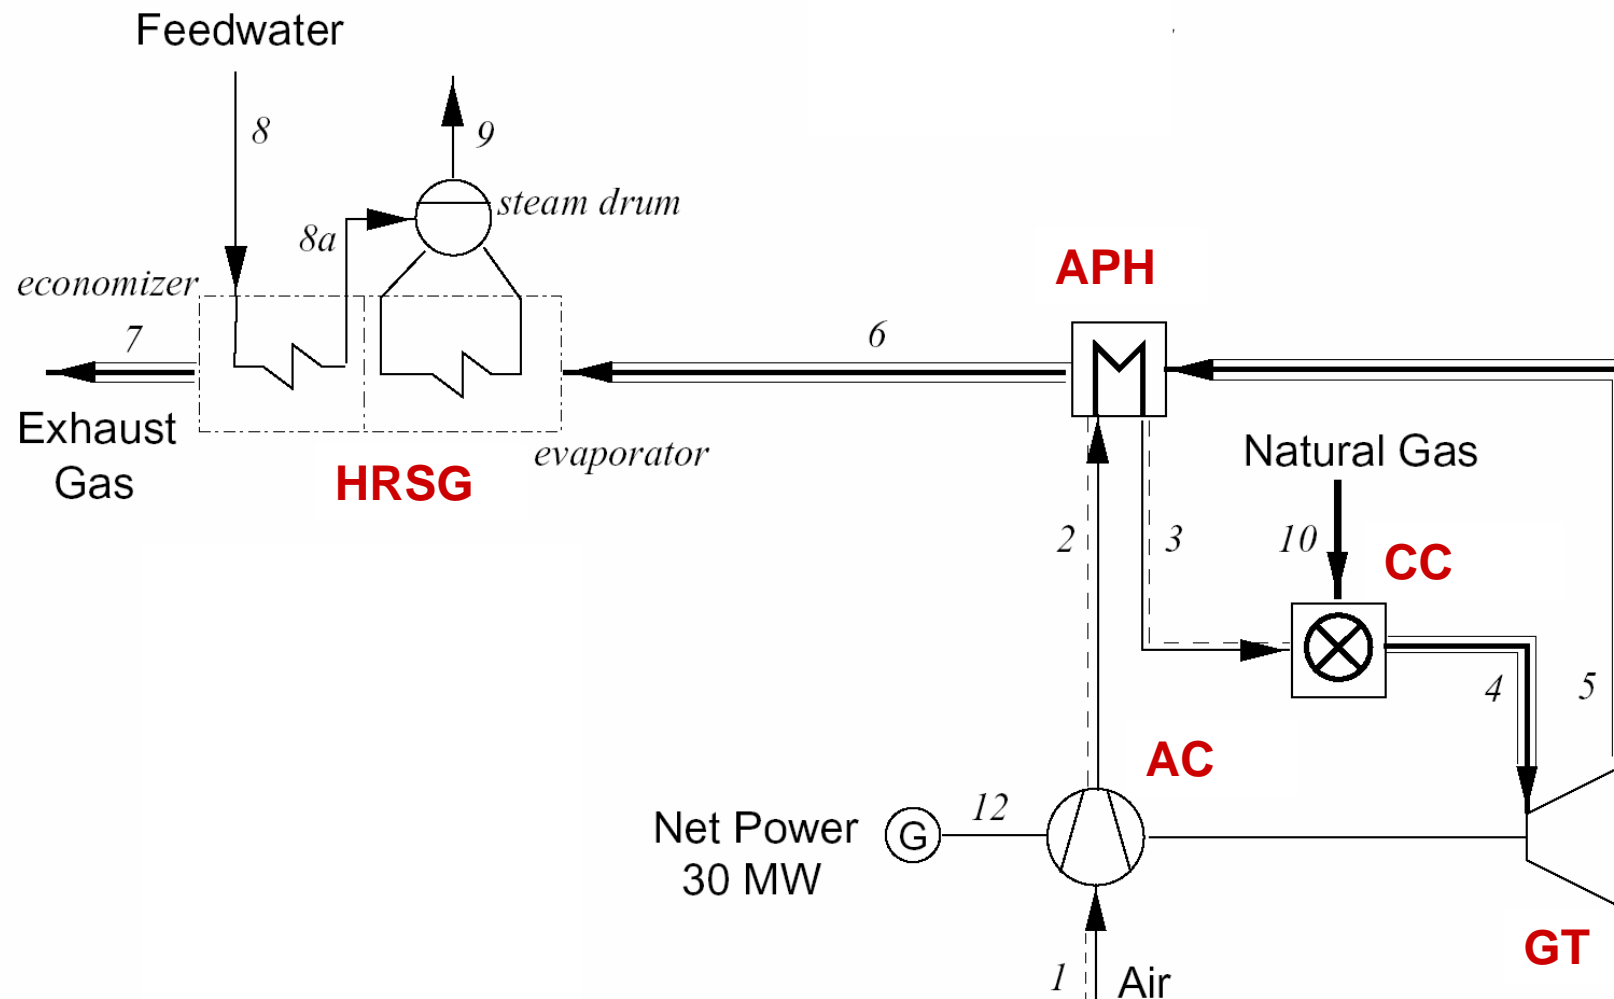 Feedwater
8
9
steam drum
8a
economizer
APH
7
6
Exhaust
Gas
HRSG
evaporator
Natural Gas
2
3
10
CC
4
5
AC
Net Power
30 MW
G
12
GT
1
Air